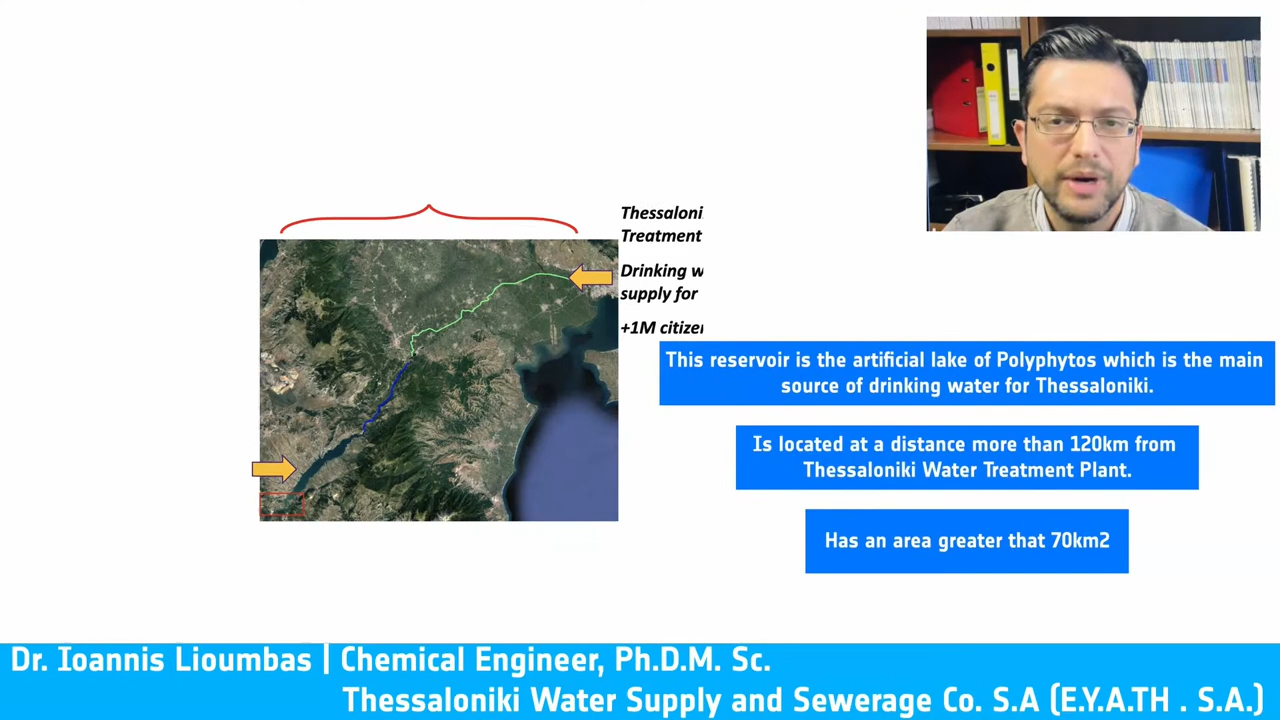 Thessaloni
Treatment
Drinking w
supply for
+1M citize
This reservoir is the artificial lake of Polyphytos which is the main
source of drinking water for Thessaloniki.
Is located at a distance more than 120km from
Thessaloniki Water Treatment Plant.
Has an area greater that 70km2
Dr. Ioannis Lioumbas | Chemical Engineer, Ph.D.M. Sc.
Thessaloniki Water Supply and Sewerage Co. S.A (E.Y.A.TH . S.A.)